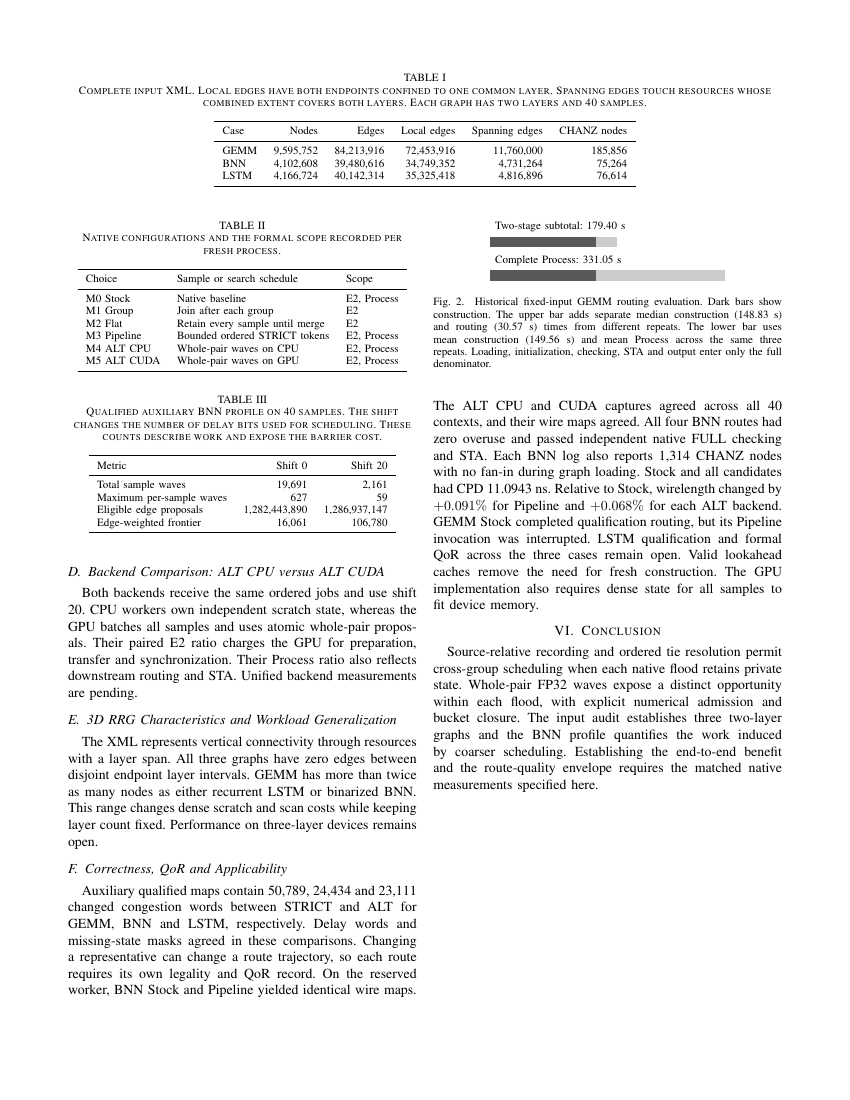 TABLE I
COMPLETE INPUT XML. LOCAL EDGES HAVE BOTH ENDPOINTS CONFINED TO ONE COMMON LAYER. SPANNING EDGES TOUCH RESOURCES WHOSE
COMBINED EXTENT COVERS BOTH LAYERS. EACH GRAPH HAS TWO LAYERS AND 40 SAMPLES.
Case Nodes Edges Local edges Spanning edges CHANZ nodes
GEMM 9,595,752 84,213,916 72,453,916 11,760,000 185,856
BNN 4,102,608 39,480,616 34,749,352 4,731,264 75,264
LSTM 4,166,724 40,142,314 35,325,418 4,816,896 76,614
TABLE II
NATIVE CONFIGURATIONS AND THE FORMAL SCOPE RECORDED PER
FRESH PROCESS.
Choice Sample or search schedule Scope
M0 Stock Native baseline E2, Process
M1 Group Join after each group E2
M2 Flat Retain every sample until merge E2
M3 Pipeline Bounded ordered STRICT tokens E2, Process
M4 ALT CPU Whole-pair waves on CPU E2, Process
M5 ALT CUDA Whole-pair waves on GPU E2, Process
TABLE III
QUALIFIED AUXILIARY BNN PROFILE ON 40 SAMPLES. THE SHIFT
CHANGES THE NUMBER OF DELAY BITS USED FOR SCHEDULING. THESE
COUNTS DESCRIBE WORK AND EXPOSE THE BARRIER COST.
Metric Shift 0 Shift 20
Total sample waves 19,691 2,161
Maximum per-sample waves 627 59
Eligible edge proposals 1,282,443,890 1,286,937,147
Edge-weighted frontier 16,061 106,780
D. Backend Comparison: ALT CPU versus ALT CUDA
Both backends receive the same ordered jobs and use shift
20. CPU workers own independent scratch state, whereas the
GPU batches all samples and uses atomic whole-pair propos-
als. Their paired E2 ratio charges the GPU for preparation,
transfer and synchronization. Their Process ratio also reflects
downstream routing and STA. Unified backend measurements
are pending.
E. 3D RRG Characteristics and Workload Generalization
The XML represents vertical connectivity through resources
with a layer span. All three graphs have zero edges between
disjoint endpoint layer intervals. GEMM has more than twice
as many nodes as either recurrent LSTM or binarized BNN.
This range changes dense scratch and scan costs while keeping
layer count fixed. Performance on three-layer devices remains
open.
F. Correctness, QoR and Applicability
Auxiliary qualified maps contain 50,789, 24,434 and 23,111
changed congestion words between STRICT and ALT for
GEMM, BNN and LSTM, respectively. Delay words and
missing-state masks agreed in these comparisons. Changing
a representative can change a route trajectory, so each route
requires its own legality and QoR record. On the reserved
worker, BNN Stock and Pipeline yielded identical wire maps.
Two-stage subtotal: 179.40 s
Complete Process: 331.05 s
Fig. 2. Historical fixed-input GEMM routing evaluation. Dark bars show
construction. The upper bar adds separate median construction (148.83 s)
and routing (30.57 s) times from different repeats. The lower bar uses
mean construction (149.56 s) and mean Process across the same three
repeats. Loading, initialization, checking, STA and output enter only the full
denominator.
The ALT CPU and CUDA captures agreed across all 40
contexts, and their wire maps agreed. All four BNN routes had
zero overuse and passed independent native FULL checking
and STA. Each BNN log also reports 1,314 CHANZ nodes
with no fan-in during graph loading. Stock and all candidates
had CPD 11.0943 ns. Relative to Stock, wirelength changed by
+0.091% for Pipeline and +0.068% for each ALT backend.
GEMM Stock completed qualification routing, but its Pipeline
invocation was interrupted. LSTM qualification and formal
QoR across the three cases remain open. Valid lookahead
caches remove the need for fresh construction. The GPU
implementation also requires dense state for all samples to
fit device memory.
VI. CONCLUSION
Source-relative recording and ordered tie resolution permit
cross-group scheduling when each native flood retains private
state. Whole-pair FP32 waves expose a distinct opportunity
within each flood, with explicit numerical admission and
bucket closure. The input audit establishes three two-layer
graphs and the BNN profile quantifies the work induced
by coarser scheduling. Establishing the end-to-end benefit
and the route-quality envelope requires the matched native
measurements specified here.